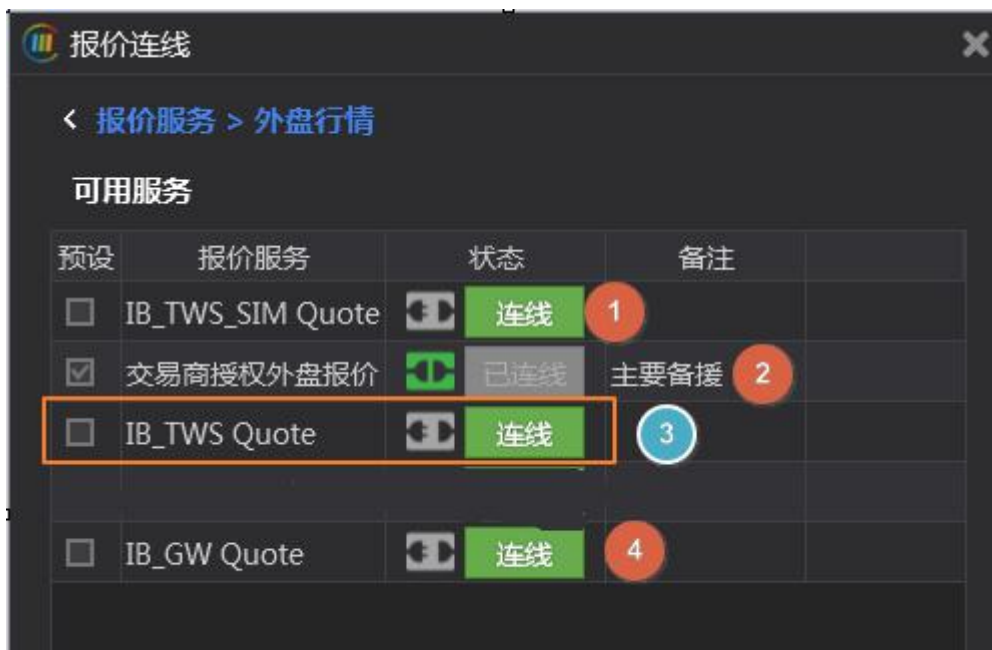 报价连线
< 报价服务 > 外盘行情
可用服务
预设 报价服务 状态 备注
IB_TWS_SIM Quote 连线 1
交易商授权外盘报价 已连线 主要备援 2
IB_TWS Quote 连线 3
IB_GW Quote 连线 4